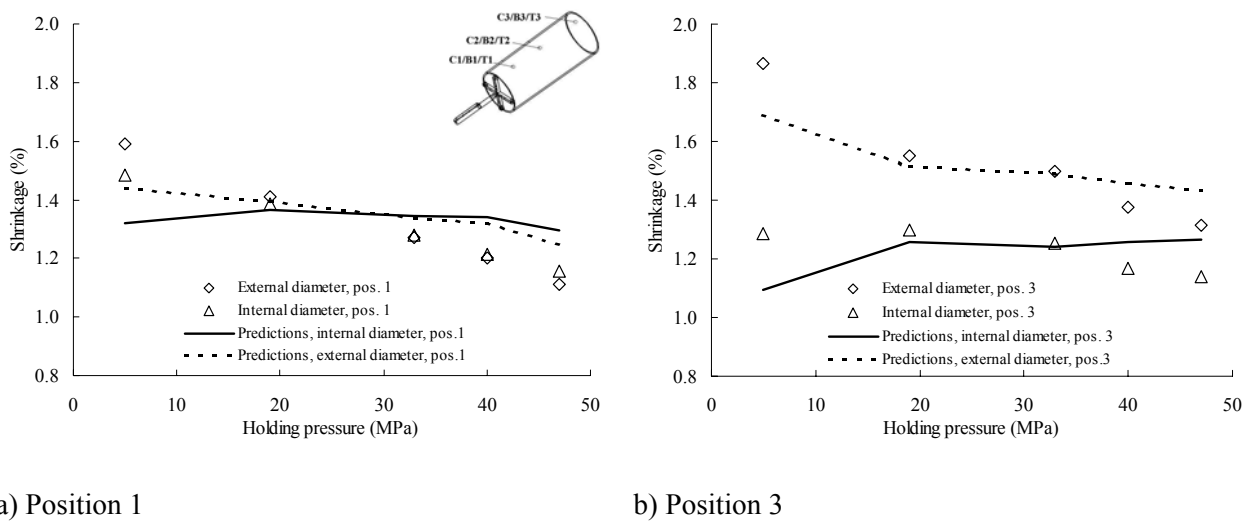 2.0
1.8
1.6
1.4
1.2
1.0
0.8
Shrinkage (%)
C3/B3/T3
C2/B2/T2
C1/B1/T1
External diameter, pos. 1
Internal diameter, pos. 1
Predictions, internal diameter, pos.1
Predictions, external diameter, pos.1
0 10 20 30 40 50
Holding pressure (MPa)
2.0
1.8
1.6
1.4
1.2
1.0
0.8
Shrinkage (%)
External diameter, pos. 3
Internal diameter, pos. 3
Predictions, internal diameter, pos. 3
Predictions, external diameter, pos.3
0 10 20 30 40 50
Holding pressure (MPa)
a) Position 1
b) Position 3